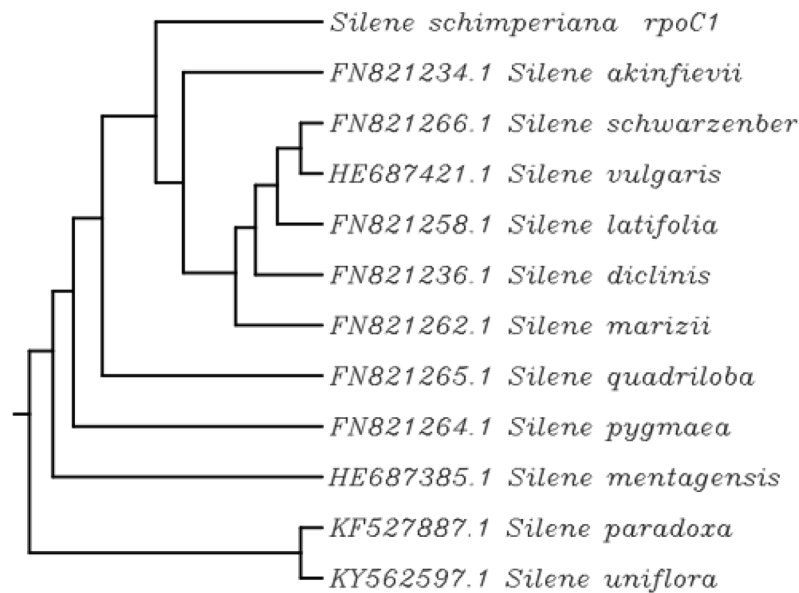 Silene schimperiana rpoC1
FN821234.1 Silene akinfievii
FN821266.1 Silene schwarzenber
HE687421.1 Silene vulgaris
FN821258.1 Silene latifolia
FN821236.1 Silene diclinis
FN821262.1 Silene marizii
FN821265.1 Silene quadriloba
FN821264.1 Silene pygmaea
HE687385.1 Silene mentagensis
KF527887.1 Silene paradoxa
KY562597.1 Silene uniflora